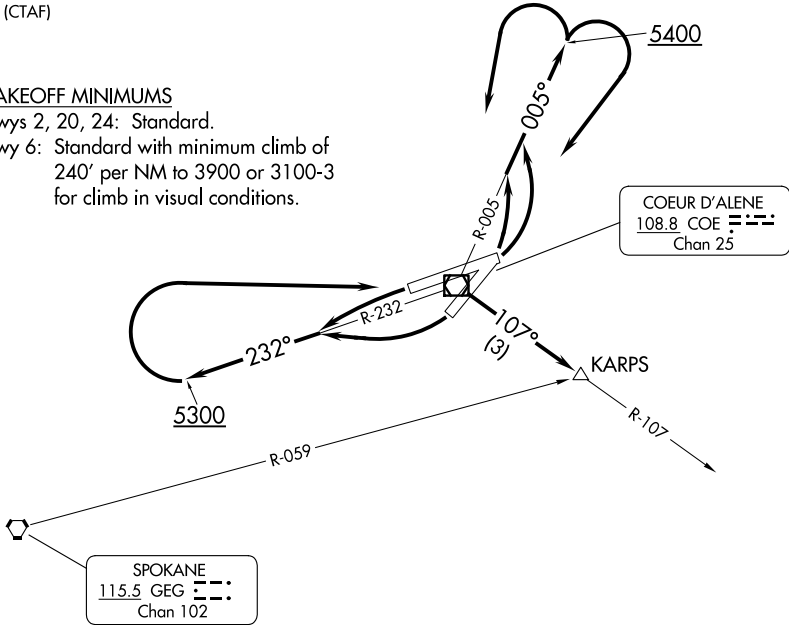 (CTAF)
5400
AKEOFF MINIMUMS
wys 2, 20, 24: Standard.
wy 6: Standard with minimum climb of
240' per NM to 3900 or 3100-3
for climb in visual conditions.
005°
R-005
COEUR D'ALENE
108.8 COE
Chan 25
R-232
232°
107°
(3)
KARPS
5300
R-107
R-059
SPOKANE
115.5 GEG
Chan 102